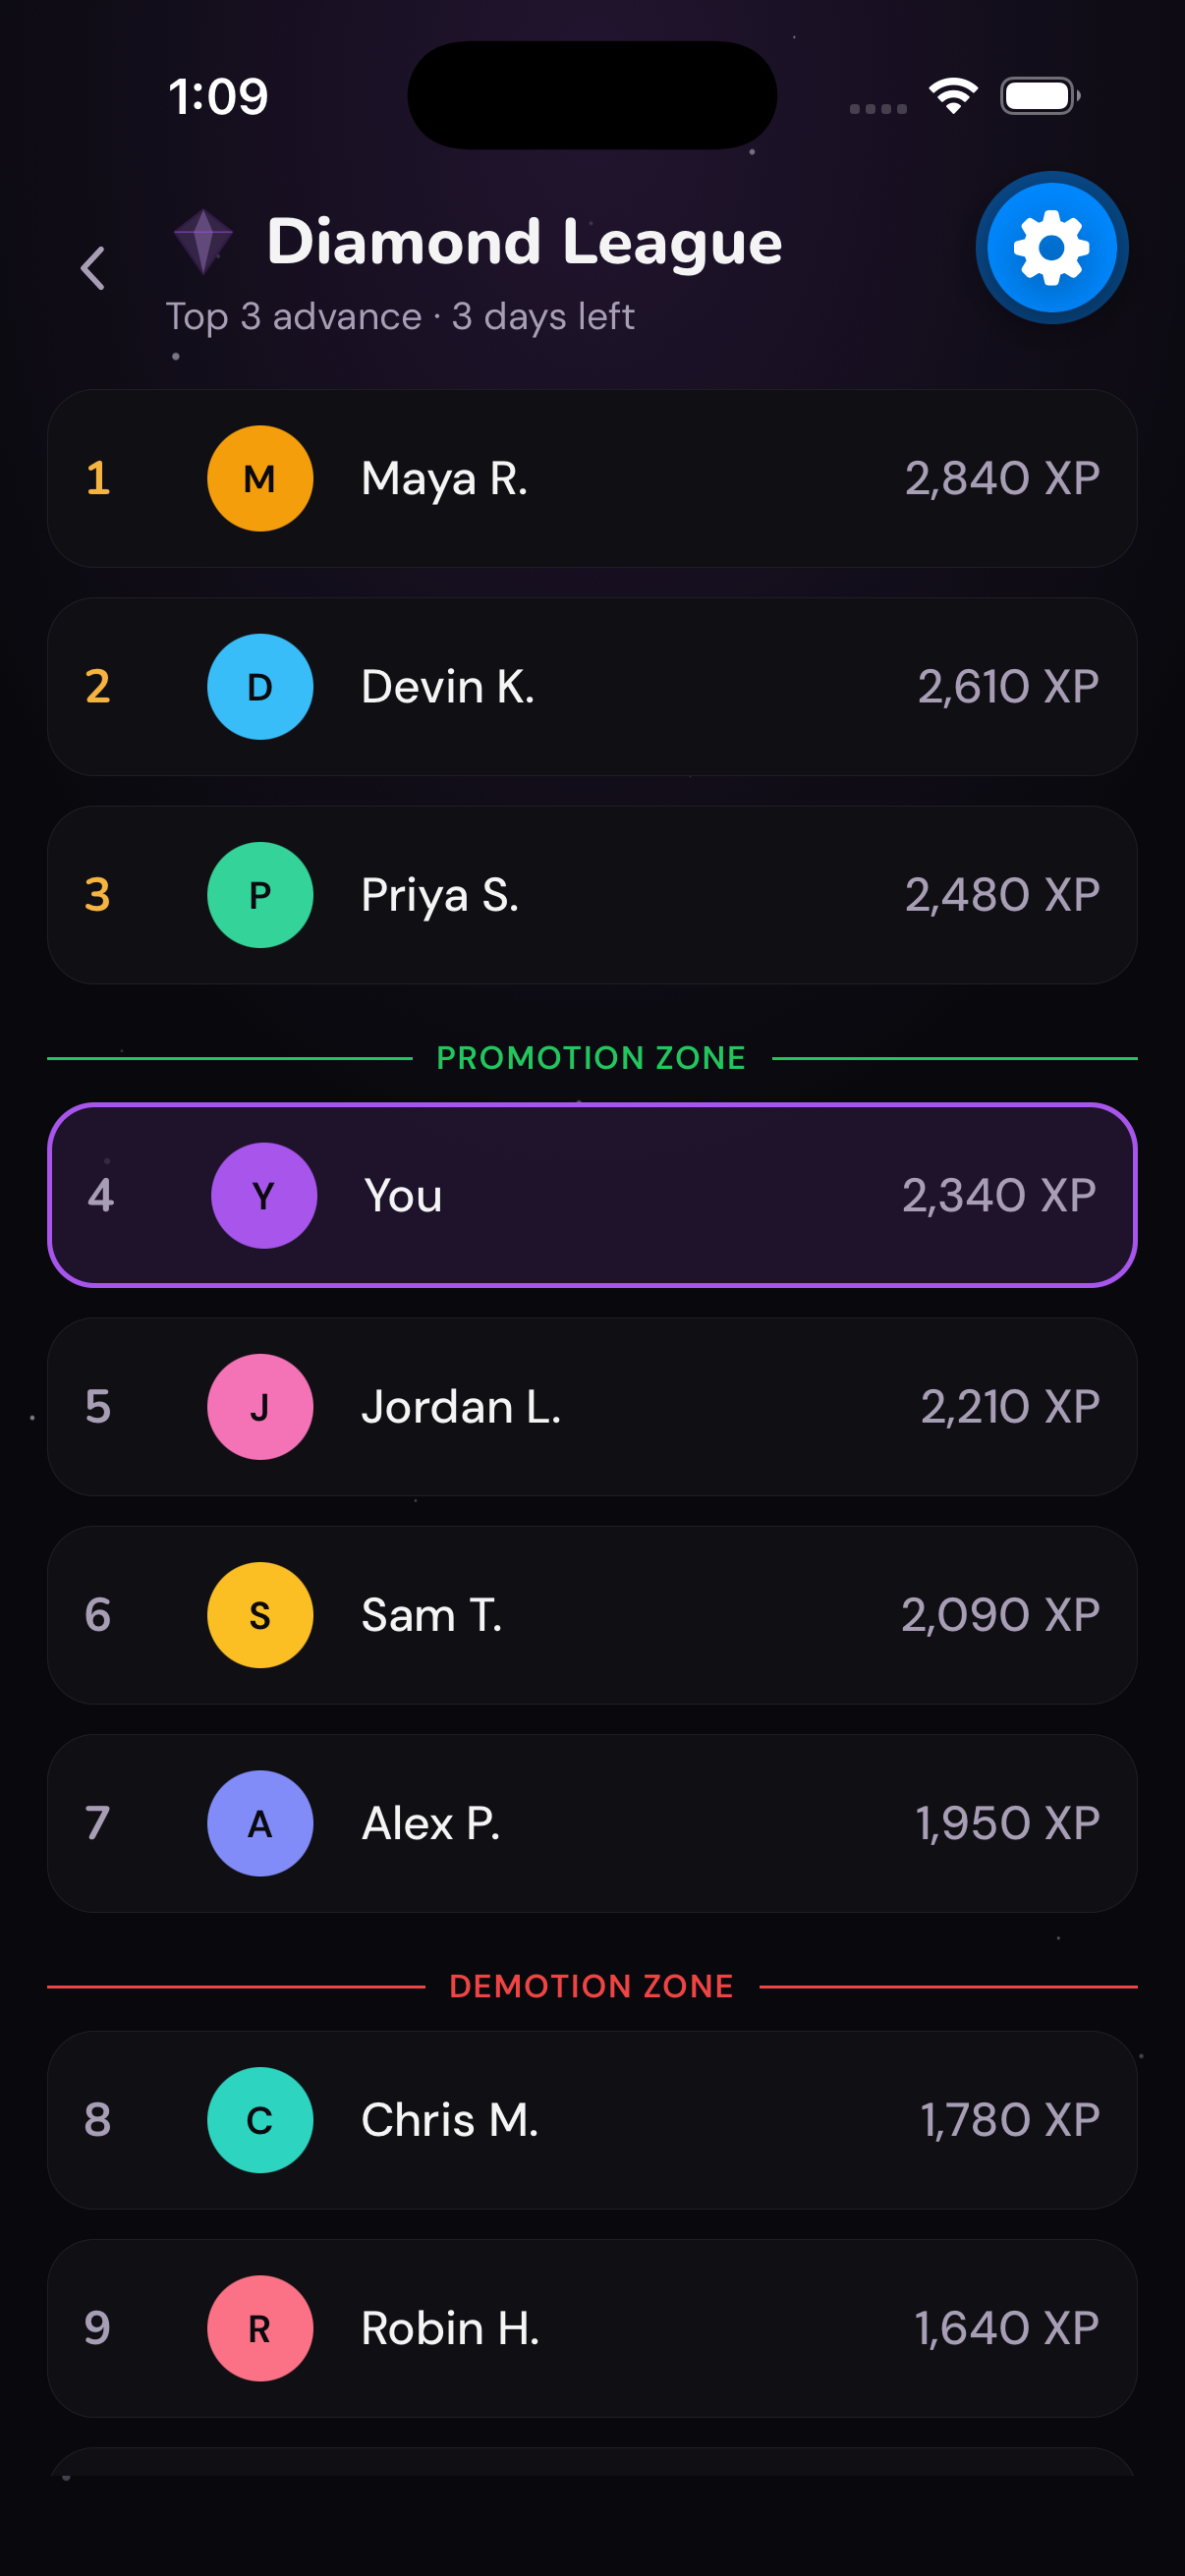 1:09
Diamond League
Top 3 advance · 3 days left
1 M Maya R. 2,840 XP
2 D Devin K. 2,610 XP
3 P Priya S. 2,480 XP
PROMOTION ZONE
4 Y You 2,340 XP
5 J Jordan L. 2,210 XP
6 S Sam T. 2,090 XP
7 A Alex P. 1,950 XP
DEMOTION ZONE
8 C Chris M. 1,780 XP
9 R Robin H. 1,640 XP